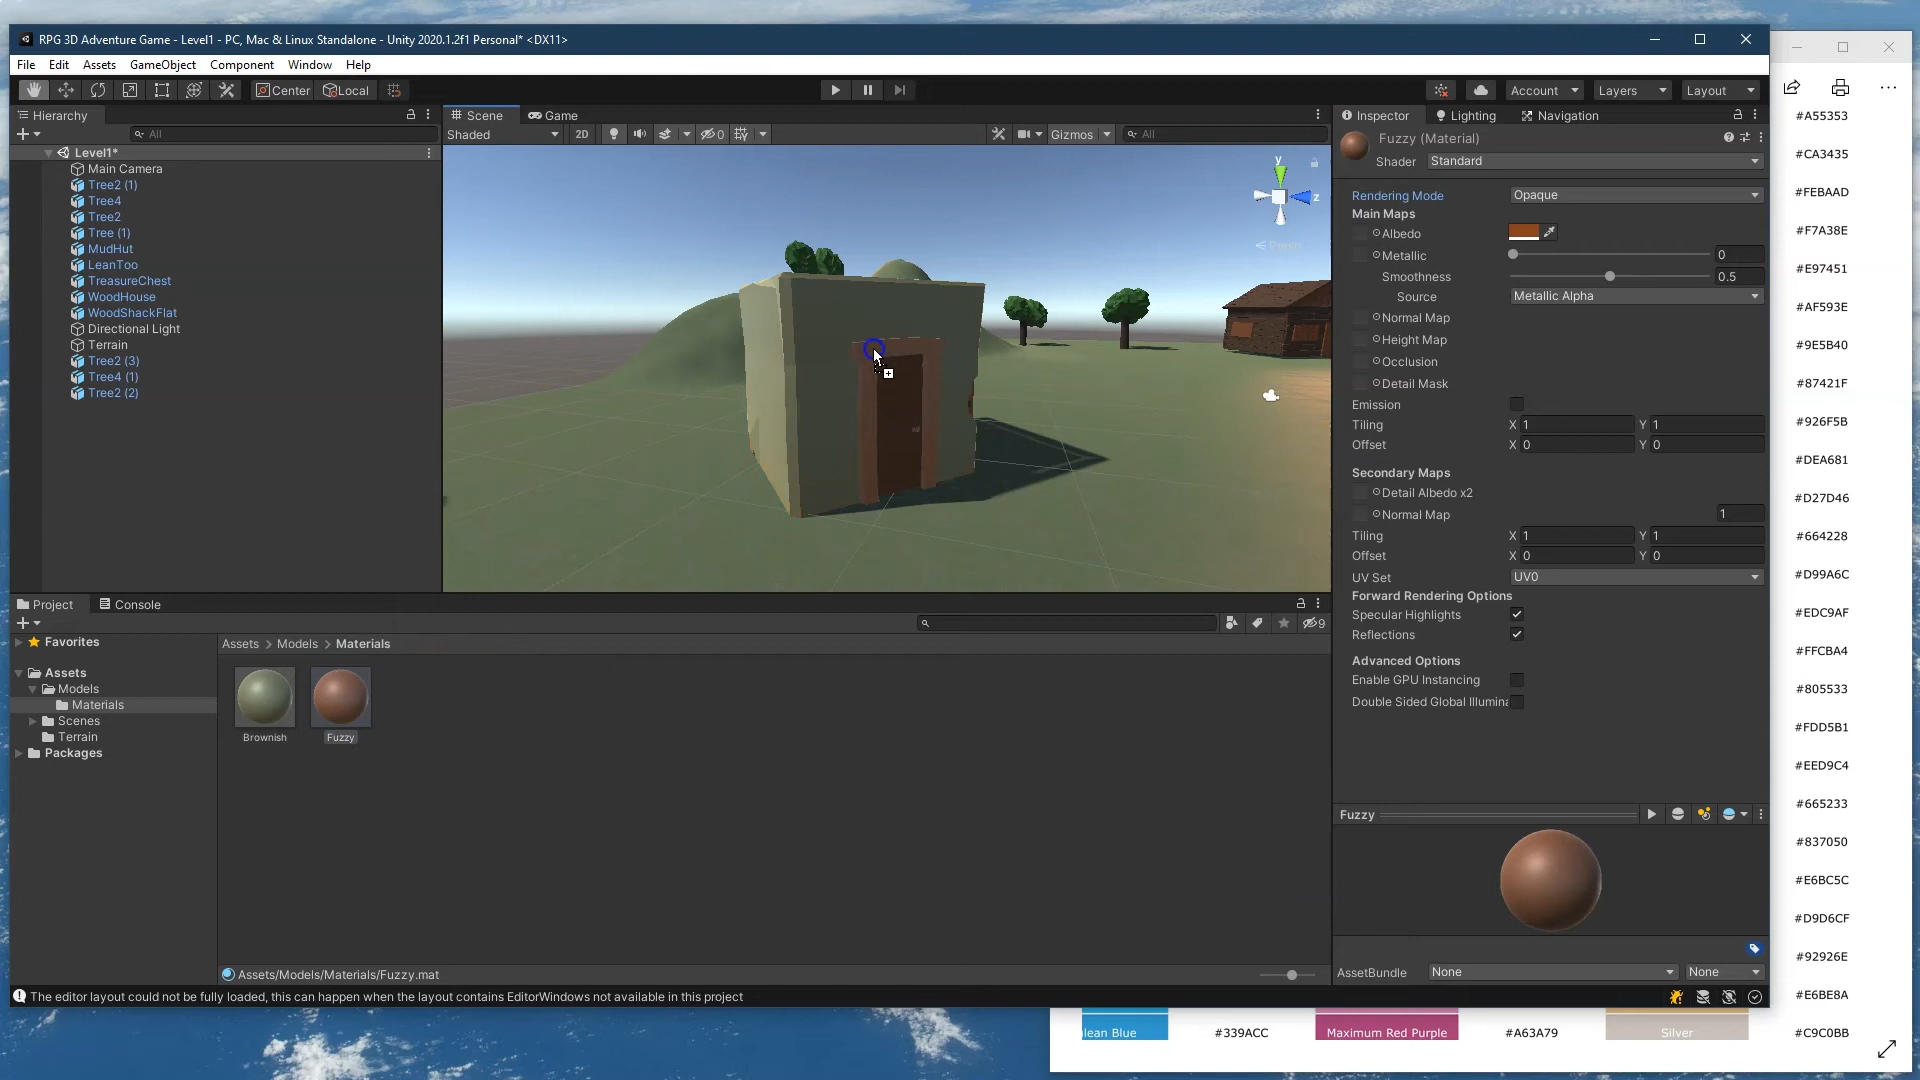 RPG 3D Adventure Game - Level1 - PC, Mac & Linux Standalone - Unity 2020.1.2f1 Personal* <DX11>
File Edit Assets GameObject Component Window Help
Center Local Account Layers Layout
Hierarchy
All
Level1*
Main Camera
Tree2 (1)
Tree4
Tree2
Tree (1)
MudHut
LeanToo
TreasureChest
WoodHouse
WoodShackFlat
Directional Light
Terrain
Tree2 (3)
Tree4 (1)
Tree2 (2)
Scene Game
Shaded 2D 0 Gizmos All
y
z
Persp
Inspector Lighting Navigation
Fuzzy (Material)
Shader Standard
Rendering Mode Opaque
Main Maps
Albedo
Metallic 0
Smoothness 0.5
Source Metallic Alpha
Normal Map
Height Map
Occlusion
Detail Mask
Emission
Tiling X 1 Y 1
Offset X 0 Y 0
Secondary Maps
Detail Albedo x2
Normal Map 1
Tiling X 1 Y 1
Offset X 0 Y 0
UV Set UV0
Forward Rendering Options
Specular Highlights
Reflections
Advanced Options
Enable GPU Instancing
Double Sided Global Illumina
Fuzzy
AssetBundle None None
Project Console
9
Favorites
Assets
Models
Materials
Scenes
Terrain
Packages
Assets > Models > Materials
Brownish
Fuzzy
Assets/Models/Materials/Fuzzy.mat
The editor layout could not be fully loaded, this can happen when the layout contains EditorWindows not available in this project
#A55353
#CA3435
#FEBAAD
#F7A38E
#E97451
#AF593E
#9E5B40
#87421F
#926F5B
#DEA681
#D27D46
#664228
#D99A6C
#EDC9AF
#FFCBA4
#805533
#FDD5B1
#EED9C4
#665233
#837050
#E6BC5C
#D9D6CF
#92926E
#E6BE8A
lean Blue #339ACC Maximum Red Purple #A63A79 Silver #C9C0BB